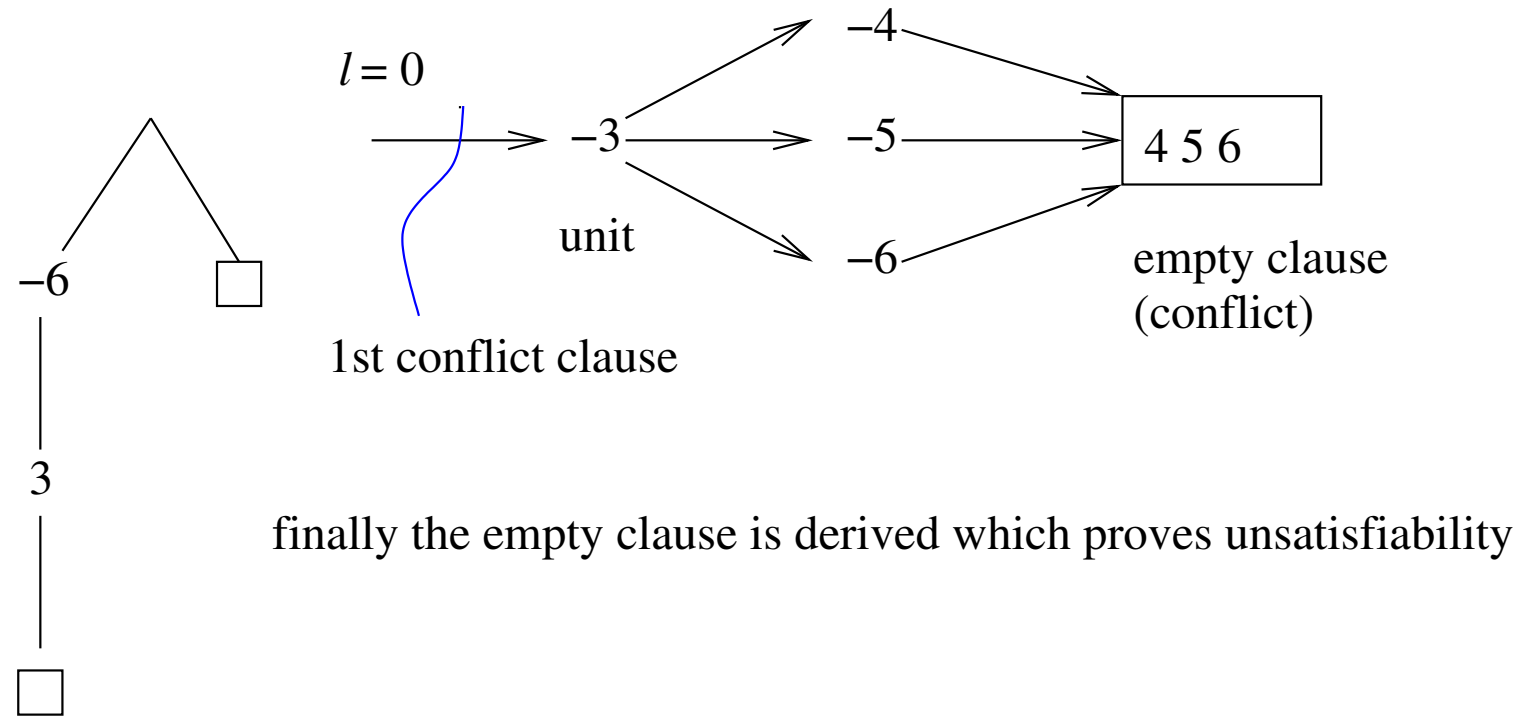 l = 0
−4
−3
−5
4 5 6
unit
−6
empty clause
(conflict)
−6
1st conflict clause
3
finally the empty clause is derived which proves unsatisfiability